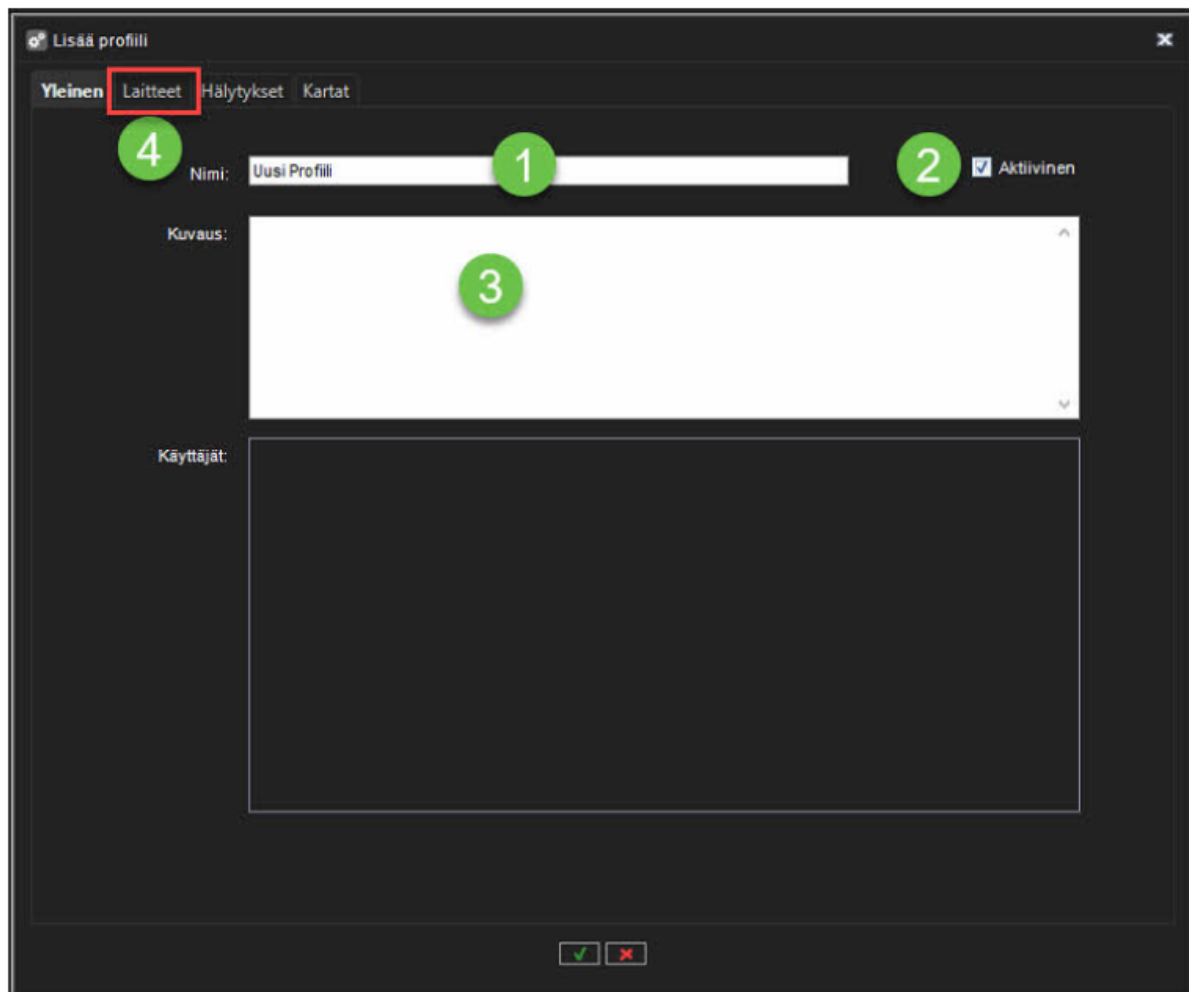 Lisää profiili
Yleinen Laitteet Hälytykset Kartat
4
Nimi: Uusi Profiili 1 2 Aktiivinen
Kuvaus:
3
Käyttäjät: